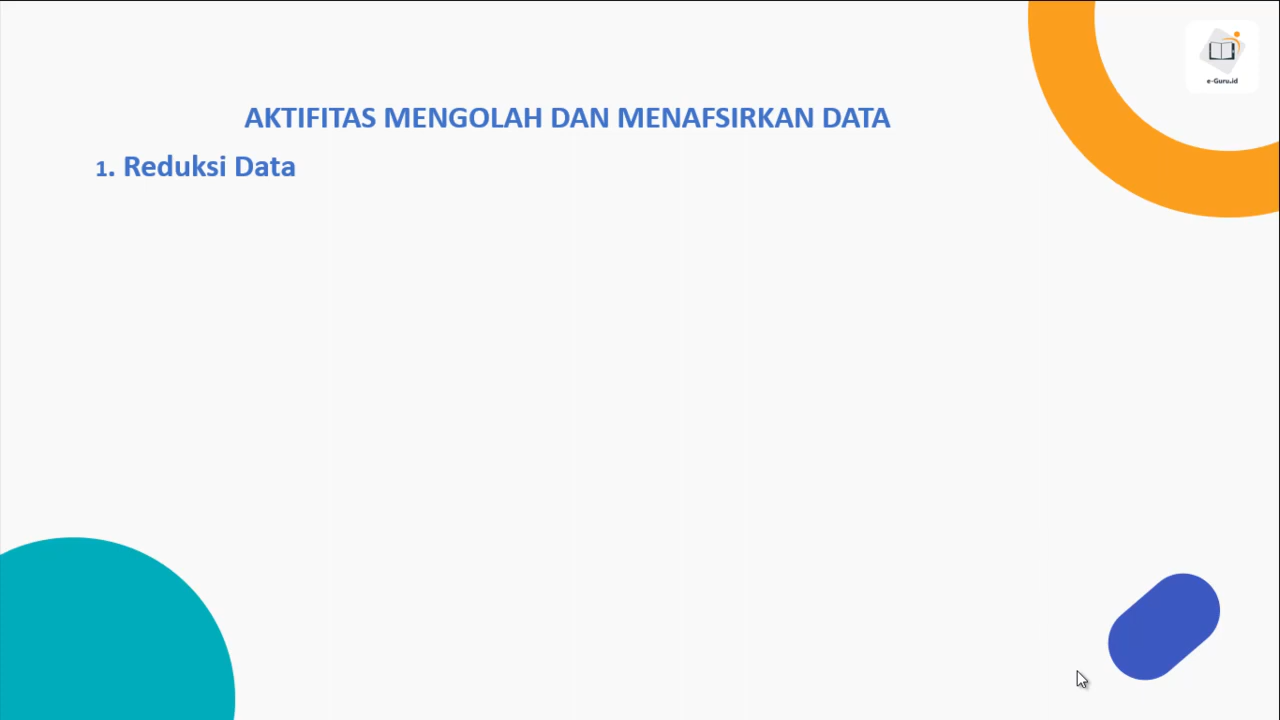 e-Guru.id
AKTIFITAS MENGOLAH DAN MENAFSIRKAN DATA
1. Reduksi Data